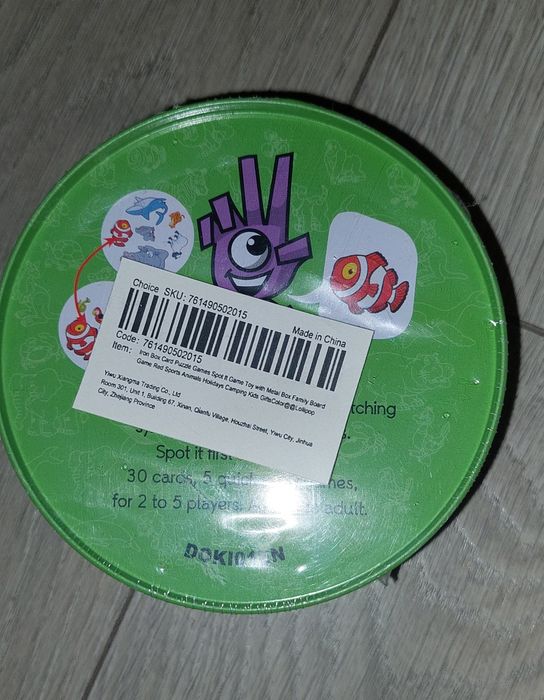 Choice SKU: 761490502015
Made in China
Code: 761490502015
Item: Iron Box Card Puzzle Games Spot It Game Toy with Metal Box Family Board
Game Red Sports Animals Holidays Camping Kids GiftsColor@@Lollipop
Yiwu Xiangma Trading Co., Ltd
Room 301, Unit 1, Building 67, Xinan, Qianfu Village, Houzhai Street, Yiwu City, Jinhua
City, Zhejiang Province
Spot it first
30 cards, 5
for 2 to 5 players. adult.